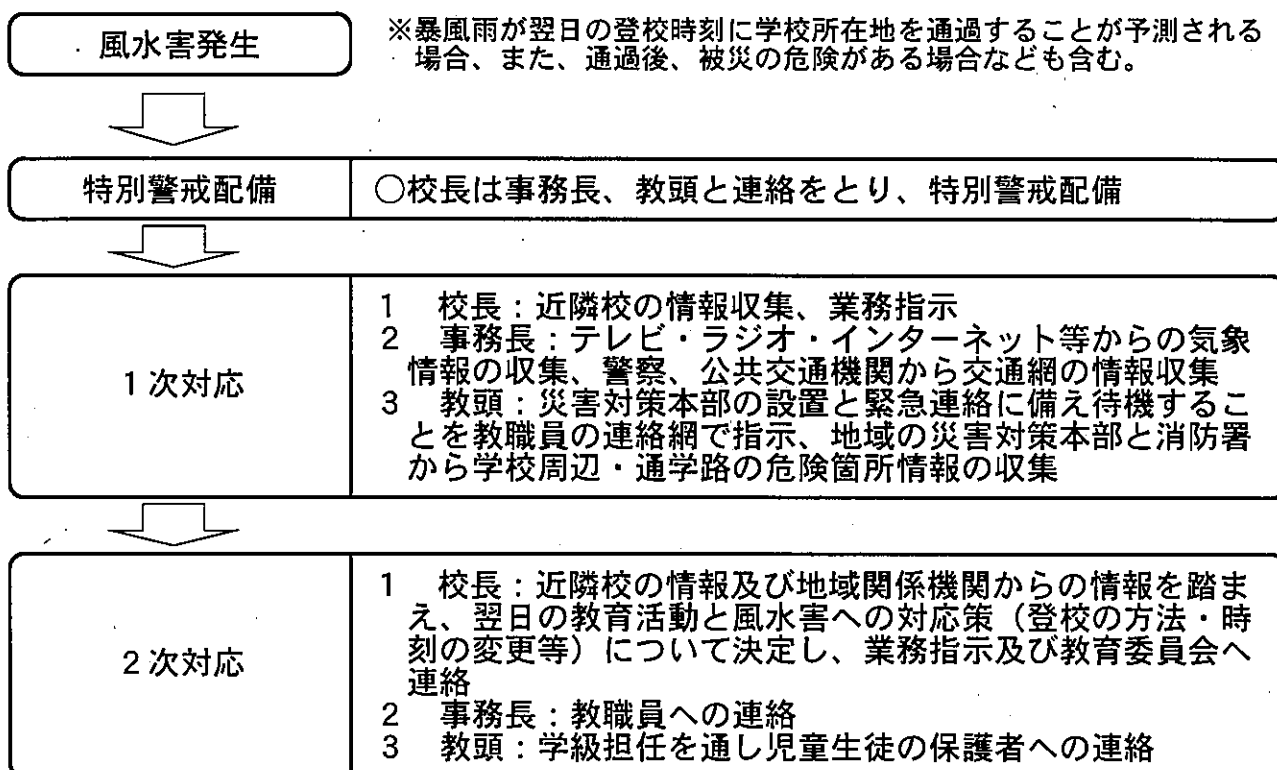 風水害発生
※暴風雨が翌日の登校時刻に学校所在地を通過することが予測される
場合、また、通過後、被災の危険がある場合なども含む。
特別警戒配備
○校長は事務長、教頭と連絡をとり、特別警戒配備
1次対応
1 校長:近隣校の情報収集、業務指示
2 事務長:テレビ・ラジオ・インターネット等からの気象
情報の収集、警察、公共交通機関から交通網の情報収集
3 教頭:災害対策本部の設置と緊急連絡に備え待機するこ
とを教職員の連絡網で指示、地域の災害対策本部と消防署
から学校周辺・通学路の危険箇所情報の収集
2次対応
1 校長:近隣校の情報及び地域関係機関からの情報を踏ま
え、翌日の教育活動と風水害への対応策(登校の方法・時
刻の変更等)について決定し、業務指示及び教育委員会へ
連絡
2 事務長:教職員への連絡
3 教頭:学級担任を通し児童生徒の保護者への連絡